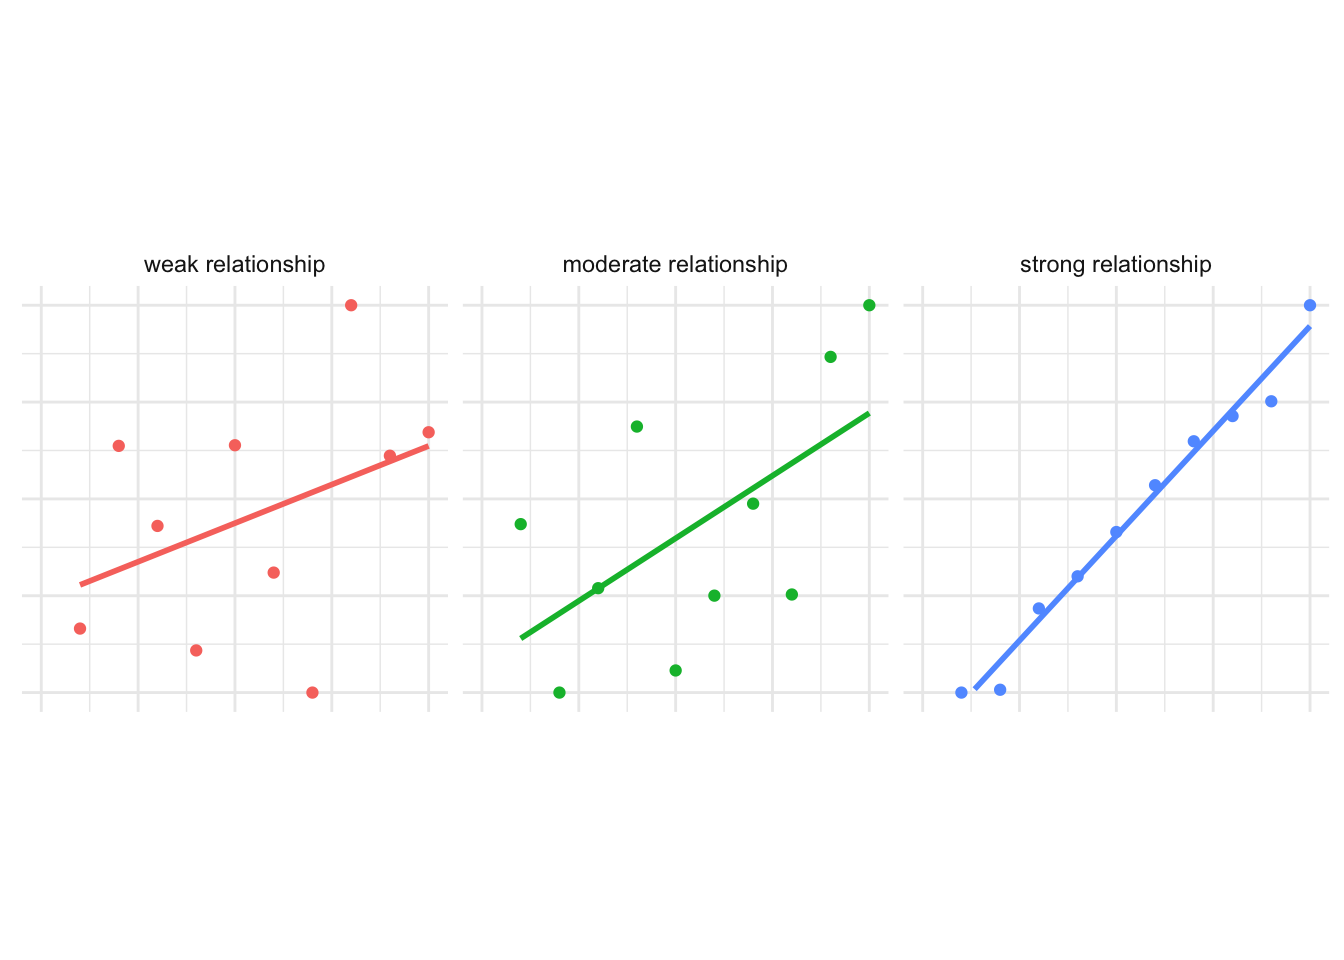 weak relationship
moderate relationship
strong relationship